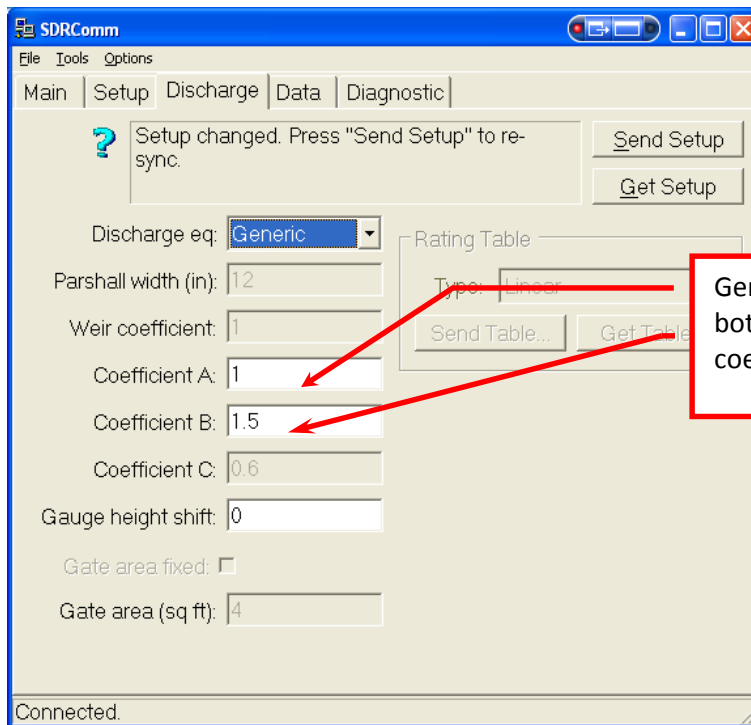 SDRComm
File Tools Options
Main Setup Discharge Data Diagnostic
Setup changed. Press "Send Setup" to re-
sync.
Send Setup
Get Setup
Discharge eq: Generic
Rating Table
Parshall width (in): 12
Type: Linear
Weir coefficient: 1
Send Table... Get Table
Coefficient A: 1
Coefficient B: 1.5
Coefficient C: 0.6
Gauge height shift: 0
Gate area fixed:
Gate area (sq ft): 4
Connected.